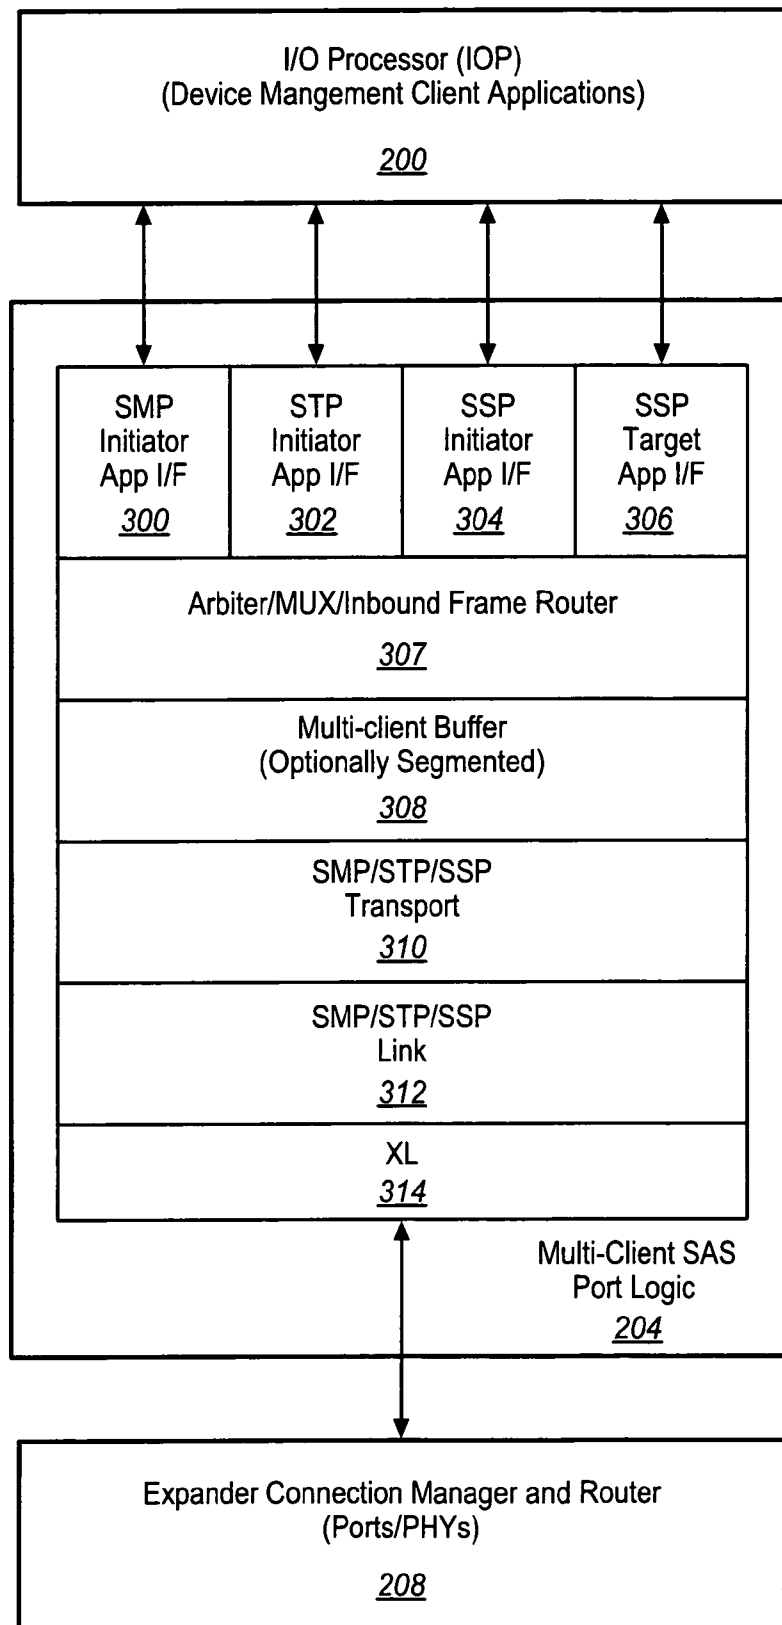 I/O Processor (IOP)
(Device Mangement Client Applications)
200
SMP
Initiator
App I/F
300
STP
Initiator
App I/F
302
SSP
Initiator
App I/F
304
SSP
Target
App I/F
306
Arbiter/MUX/Inbound Frame Router
307
Multi-client Buffer
(Optionally Segmented)
308
SMP/STP/SSP
Transport
310
SMP/STP/SSP
Link
312
XL
314
Multi-Client SAS
Port Logic
204
Expander Connection Manager and Router
(Ports/PHYs)
208